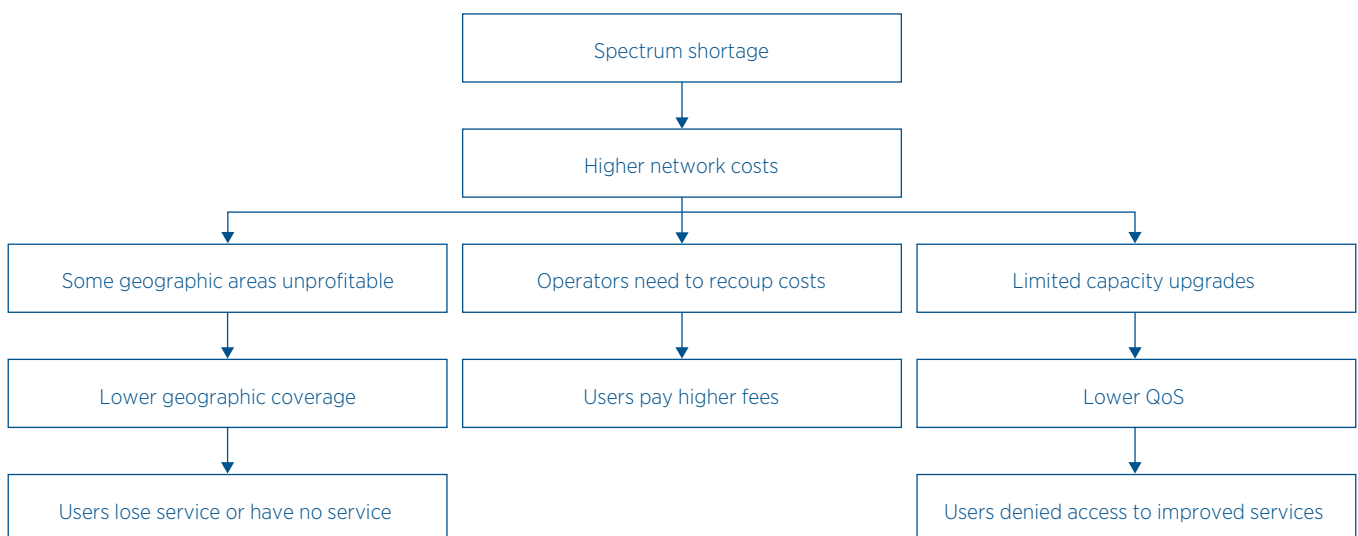 Spectrum shortage
Higher network costs
Some geographic areas unprofitable
Operators need to recoup costs
Limited capacity upgrades
Lower geographic coverage
Users pay higher fees
Lower QoS
Users lose service or have no service
Users denied access to improved services